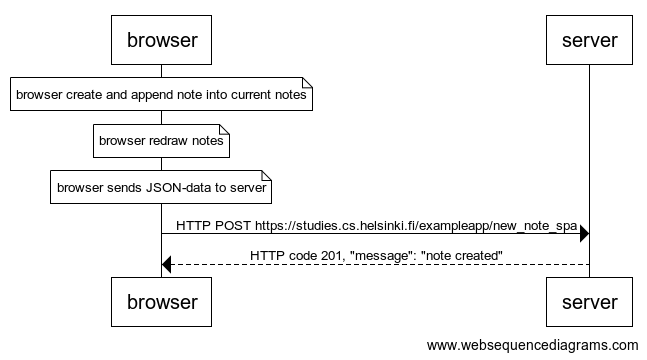 browser
server
browser create and append note into current notes
browser redraw notes
browser sends JSON-data to server
HTTP POST https://studies.cs.helsinki.fi/exampleapp/new_note_spa
HTTP code 201, "message": "note created"
browser
server
www.websequencediagrams.com